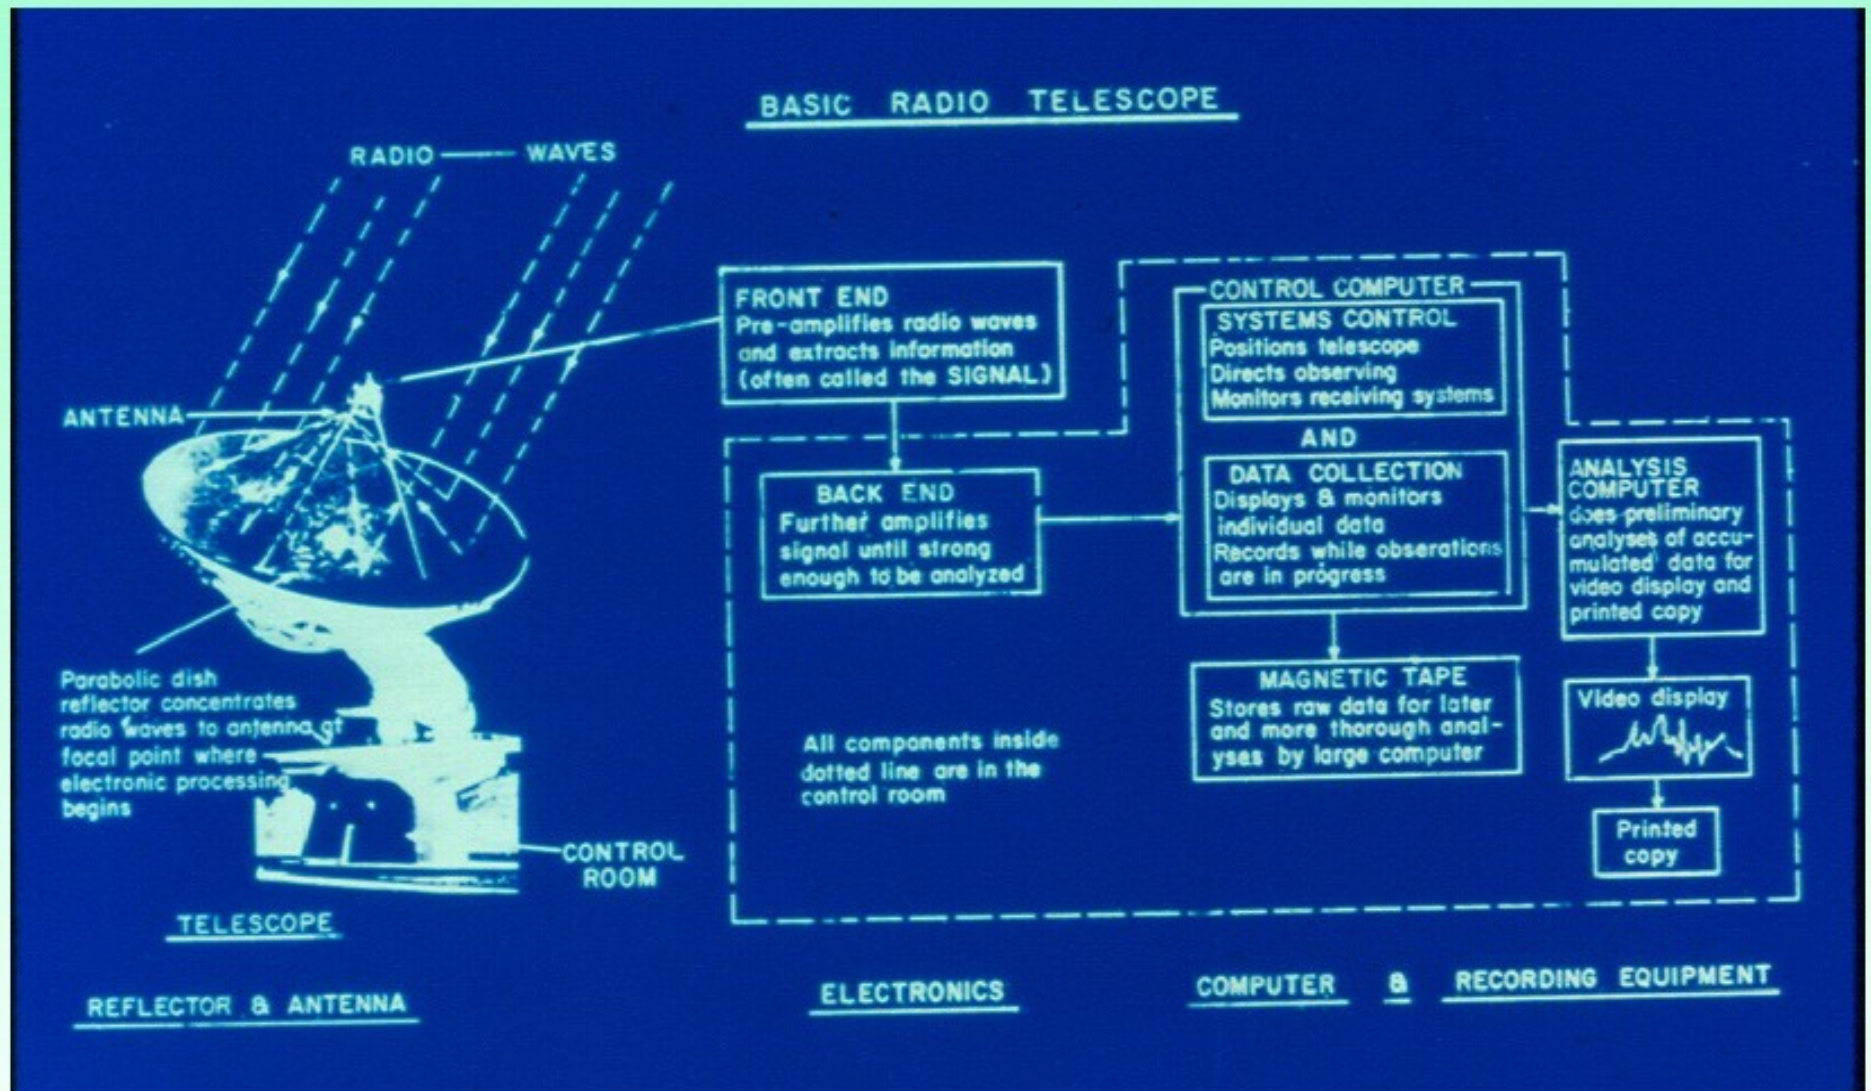 BASIC RADIO TELESCOPE
RADIO — WAVES
ANTENNA
Parabolic dish
reflector concentrates
radio waves to antenna at
focal point where
electronic processing
begins
CONTROL
ROOM
TELESCOPE
REFLECTOR & ANTENNA
FRONT END
Pre-amplifies radio waves
and extracts information
(often called the SIGNAL)
BACK END
Further amplifies
signal until strong
enough to be analyzed
All components inside
dotted line are in the
control room
ELECTRONICS
CONTROL COMPUTER
SYSTEMS CONTROL
Positions telescope
Directs observing
Monitors receiving systems
AND
DATA COLLECTION
Displays & monitors
individual data
Records while obserations
are in progress
MAGNETIC TAPE
Stores raw data for later
and more thorough anal-
yses by large computer
ANALYSIS
COMPUTER
does preliminary
analyses of accu-
mulated data for
video display and
printed copy
Video display
Printed
copy
COMPUTER & RECORDING EQUIPMENT